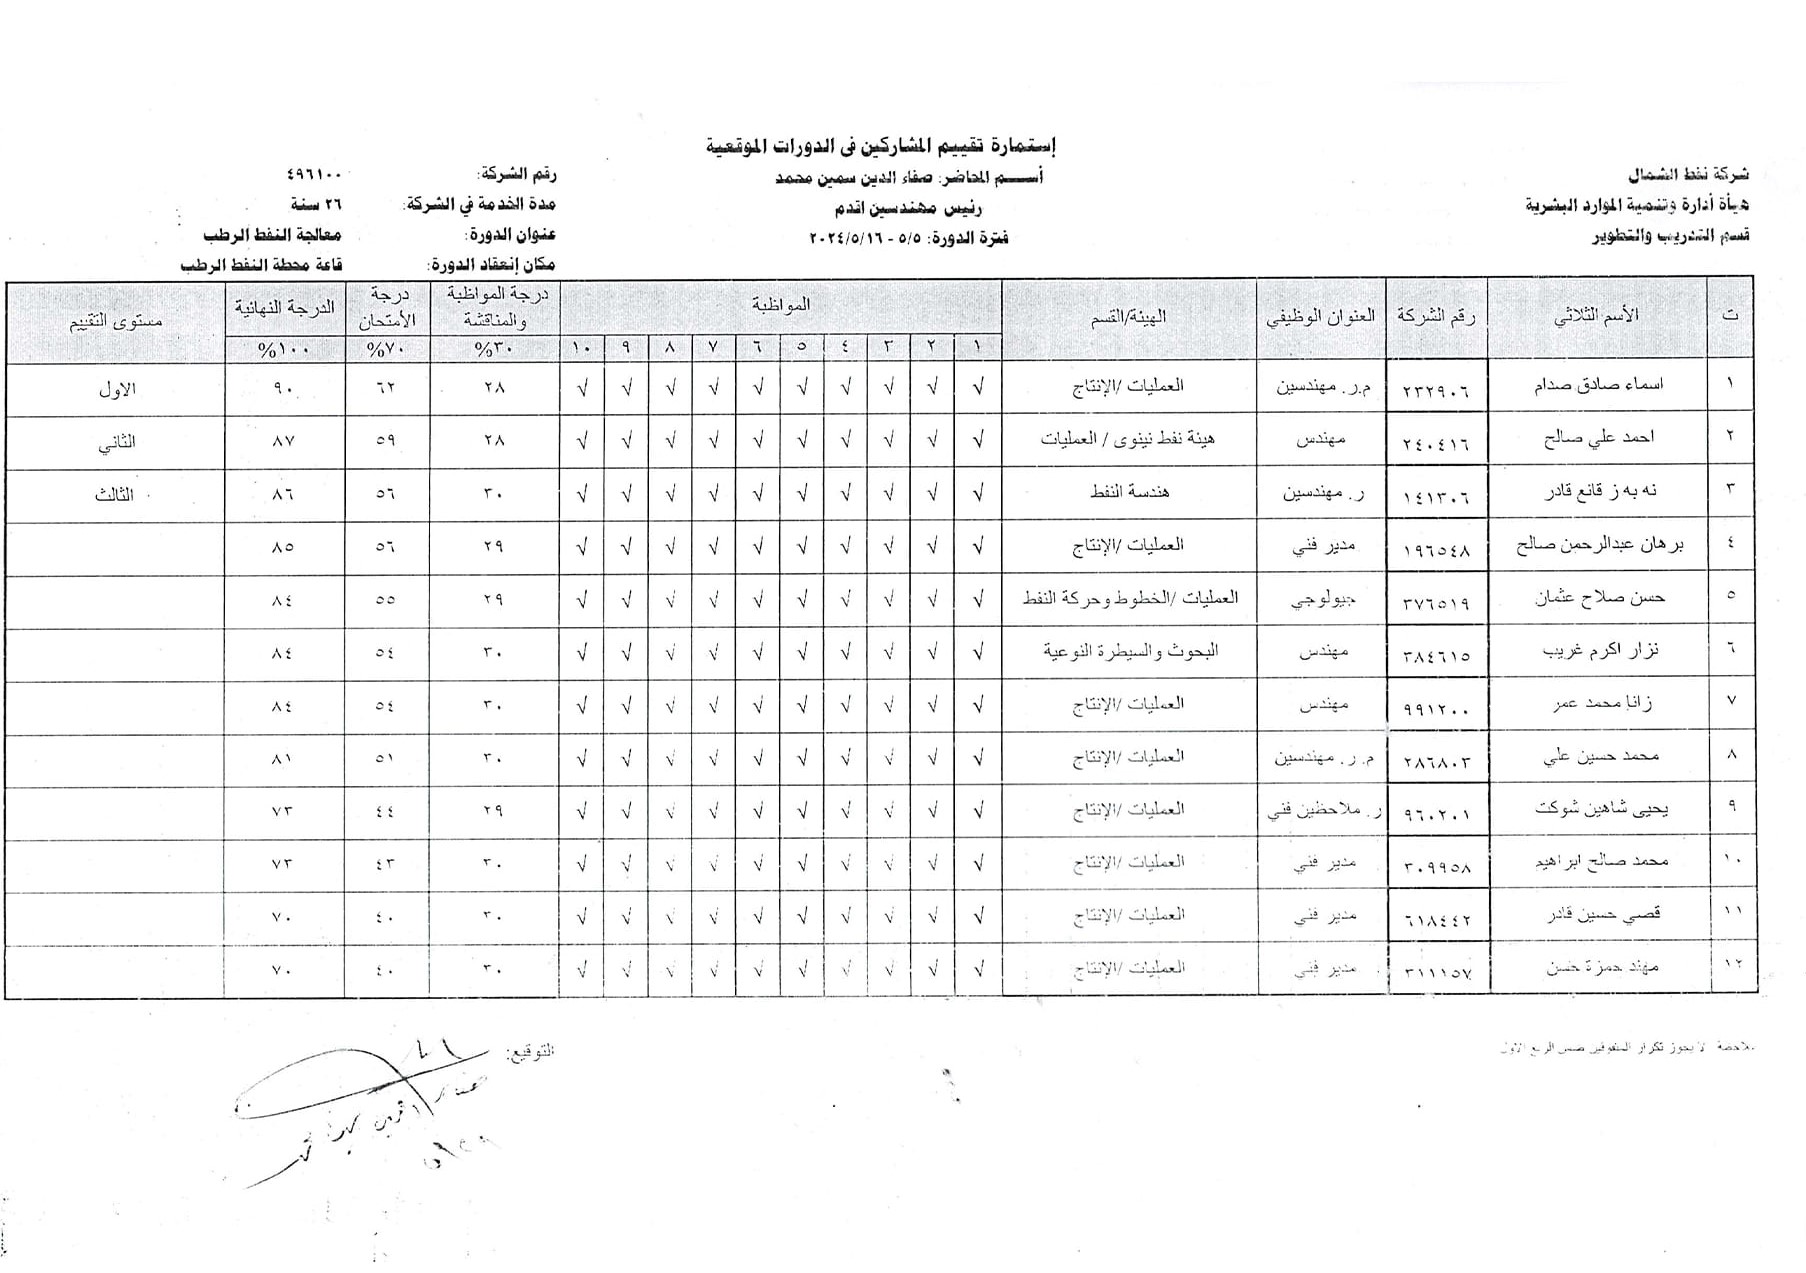 إستمارة تقييم المشاركين فى الدورات الموقعية
شركة نفط الشمال
أســـم المحاضر: صفاء الدين سمين محمد
رقم الشركة: ٤٩٦١٠٠
هيأة أدارة وتنمية الموارد البشرية
رئيس مهندسين اقدم
مدة الخدمة في الشركة: ٢٦ سنة
قسم التدريب والتطوير
فترة الدورة: ٥/٥ - ٢٠٢٤/٥/١٦
عنوان الدورة: معالجة النفط الرطب
مكان إنعقاد الدورة: قاعة محطة النفط الرطب
ت الأسم الثلاثي رقم الشركة العنوان الوظيفي الهيئة/القسم المواظبة درجة المواظبة والمناقشة درجة الأمتحان الدرجة النهائية مستوى التقييم
١ ٢ ٣ ٤ ٥ ٦ ٧ ٨ ٩ ١٠ ٣٠% ٧٠% ١٠٠%
١ اسماء صادق صدام ٢٣٢٩٠٦ م.ر. مهندسين العمليات /الإنتاج √ √ √ √ √ √ √ √ √ √ ٢٨ ٦٢ ٩٠ الاول
٢ احمد علي صالح ٢٤٠٤١٦ مهندس هيئة نفط نينوى / العمليات √ √ √ √ √ √ √ √ √ √ ٢٨ ٥٩ ٨٧ الثاني
٣ نه به ز قانع قادر ١٤١٣٠٦ ر. مهندسين هندسة النفط √ √ √ √ √ √ √ √ √ √ ٣٠ ٥٦ ٨٦ الثالث
٤ برهان عبدالرحمن صالح ١٩٦٥٤٨ مدير فني العمليات /الإنتاج √ √ √ √ √ √ √ √ √ √ ٢٩ ٥٦ ٨٥
٥ حسن صلاح عثمان ٣٧٦٥١٩ جيولوجي العمليات /الخطوط وحركة النفط √ √ √ √ √ √ √ √ √ √ ٢٩ ٥٥ ٨٤
٦ نزار اكرم غريب ٣٨٤٦١٥ مهندس البحوث والسيطرة النوعية √ √ √ √ √ √ √ √ √ √ ٣٠ ٥٤ ٨٤
٧ زانا محمد عمر ٩٩١٢٠٠ مهندس العمليات /الإنتاج √ √ √ √ √ √ √ √ √ √ ٣٠ ٥٤ ٨٤
٨ محمد حسين علي ٢٨٦٨٠٣ م.ر. مهندسين العمليات /الإنتاج √ √ √ √ √ √ √ √ √ √ ٣٠ ٥١ ٨١
٩ يحيى شاهين شوكت ٩٦٠٢٠١ ر. ملاحظين فني العمليات /الإنتاج √ √ √ √ √ √ √ √ √ √ ٢٩ ٤٤ ٧٣
١٠ محمد صالح ابراهيم ٣٠٩٩٥٨ مدير فني العمليات /الإنتاج √ √ √ √ √ √ √ √ √ √ ٣٠ ٤٣ ٧٣
١١ قصي حسين قادر ٦١٨٤٤٢ مدير فني العمليات /الإنتاج √ √ √ √ √ √ √ √ √ √ ٣٠ ٤٠ ٧٠
١٢ مهند حمزة حسن ٣١١١٥٧ مدير فني العمليات /الإنتاج √ √ √ √ √ √ √ √ √ √ ٣٠ ٤٠ ٧٠
ملاحضة لا يجوز تكرار المتفوقين ضمن الربع الاول
التوقيع: